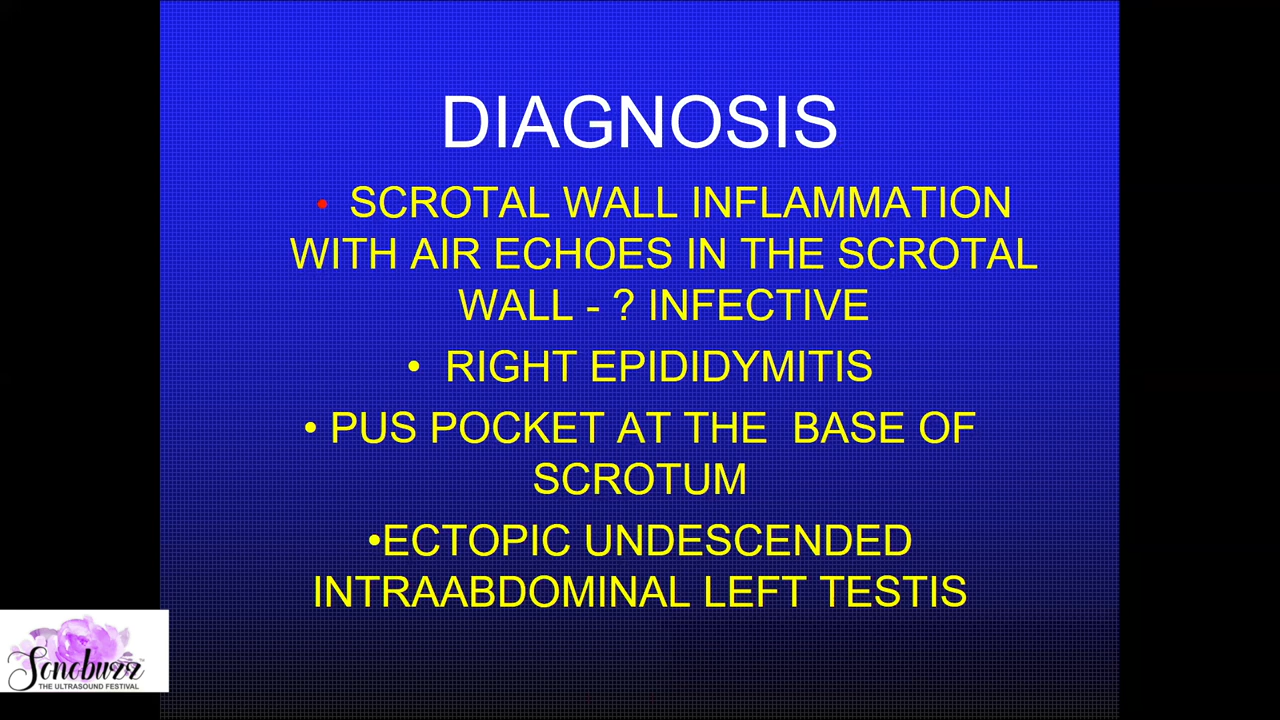 DIAGNOSIS
• SCROTAL WALL INFLAMMATION
WITH AIR ECHOES IN THE SCROTAL
WALL - ? INFECTIVE
• RIGHT EPIDIDYMITIS
• PUS POCKET AT THE BASE OF
SCROTUM
•ECTOPIC UNDESCENDED
INTRAABDOMINAL LEFT TESTIS
Sonobuzz
THE ULTRASOUND FESTIVAL